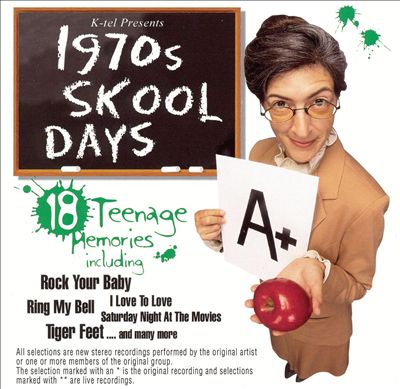 K-tel Presents
1970s
SKOOL
DAYS
18 Teenage
Memories
including
Rock Your Baby
Ring My Bell I Love To Love
Saturday Night At The Movies
Tiger Feet .... and many more
A+
All selections are new stereo recordings performed by the original artist
or one or more members of the original group.
The selection marked with an * is the original recording and selections
marked with ** are live recordings.